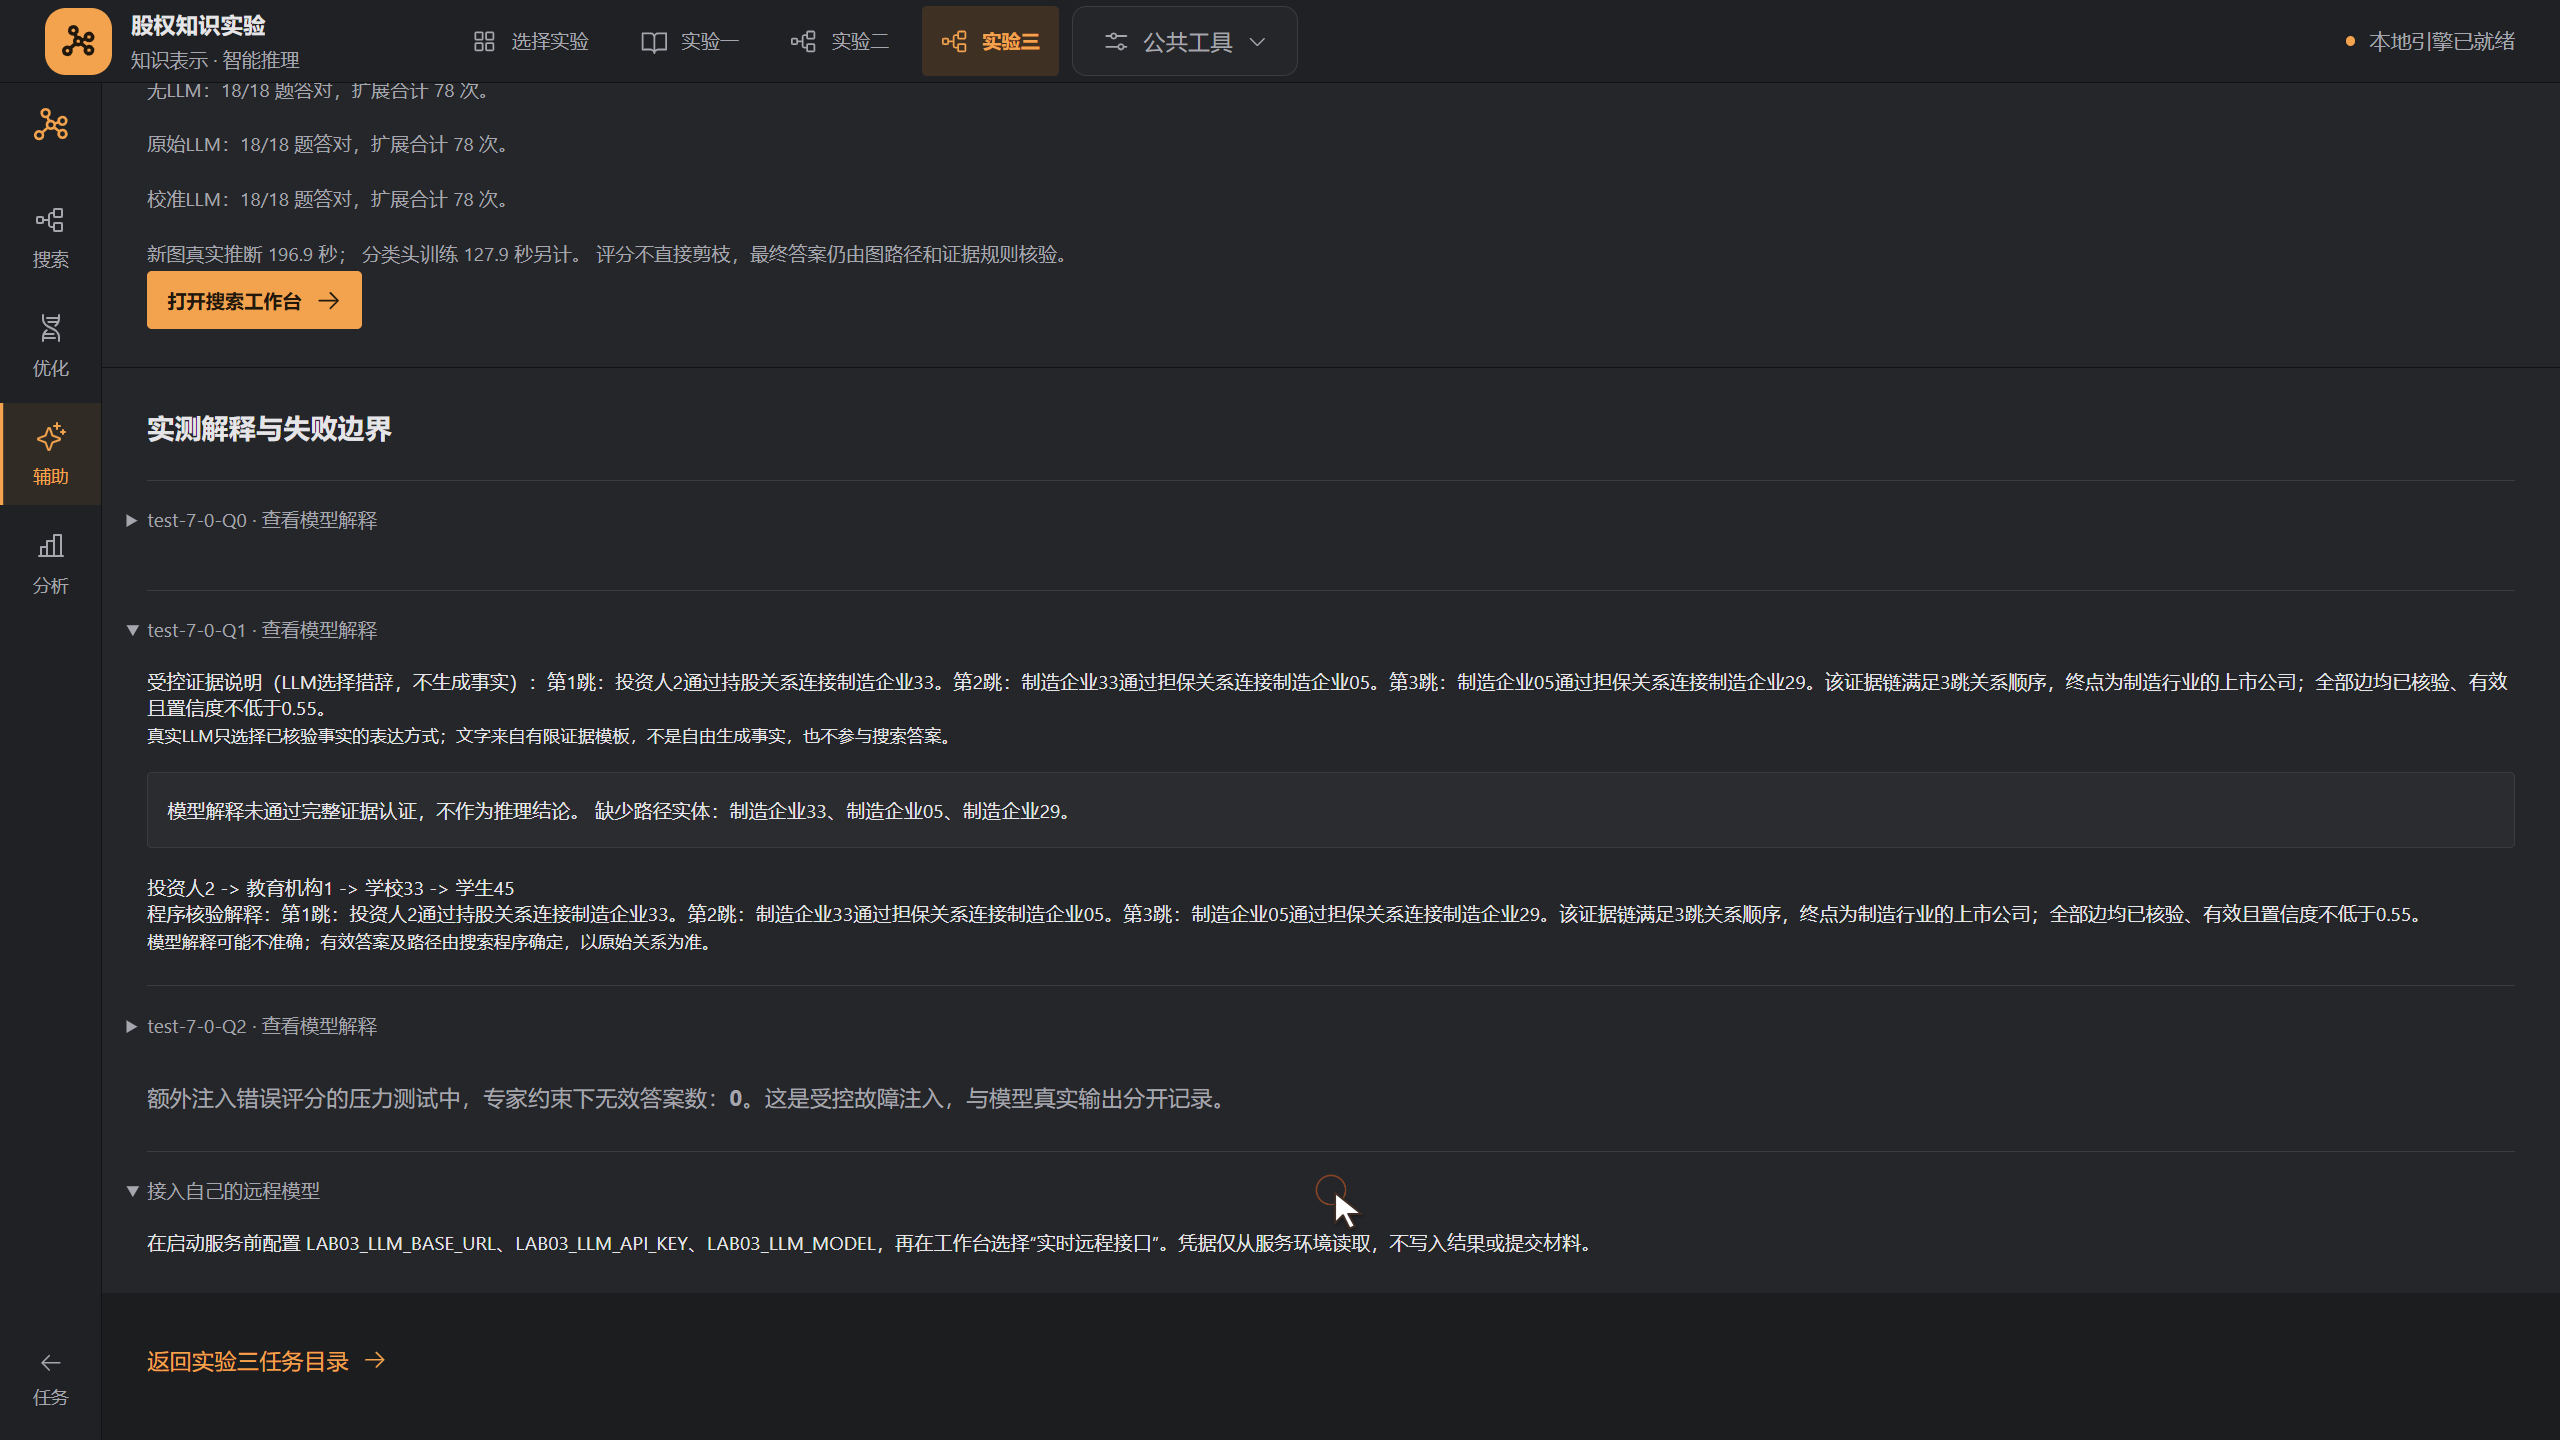 股权知识实验
知识表示 · 智能推理
选择实验
实验一
实验二
实验三
公共工具
本地引擎已就绪
搜索
优化
辅助
分析
任务
无LLM：18/18 题答对，扩展合计 78 次。
原始LLM：18/18 题答对，扩展合计 78 次。
校准LLM：18/18 题答对，扩展合计 78 次。
新图真实推断 196.9 秒； 分类头训练 127.9 秒另计。 评分不直接剪枝，最终答案仍由图路径和证据规则核验。
打开搜索工作台 →
实测解释与失败边界
▶ test-7-0-Q0 · 查看模型解释
▼ test-7-0-Q1 · 查看模型解释
受控证据说明（LLM选择措辞，不生成事实）：第1跳：投资人2通过持股关系连接制造企业33。第2跳：制造企业33通过担保关系连接制造企业05。第3跳：制造企业05通过担保关系连接制造企业29。该证据链满足3跳关系顺序，终点为制造行业的上市公司；全部边均已核验、有效
且置信度不低于0.55。
真实LLM只选择已核验事实的表达方式；文字来自有限证据模板，不是自由生成事实，也不参与搜索答案。
模型解释未通过完整证据认证，不作为推理结论。 缺少路径实体：制造企业33、制造企业05、制造企业29。
投资人2 -> 教育机构1 -> 学校33 -> 学生45
程序核验解释：第1跳：投资人2通过持股关系连接制造企业33。第2跳：制造企业33通过担保关系连接制造企业05。第3跳：制造企业05通过担保关系连接制造企业29。该证据链满足3跳关系顺序，终点为制造行业的上市公司；全部边均已核验、有效且置信度不低于0.55。
模型解释可能不准确；有效答案及路径由搜索程序确定，以原始关系为准。
▶ test-7-0-Q2 · 查看模型解释
额外注入错误评分的压力测试中，专家约束下无效答案数：0。这是受控故障注入，与模型真实输出分开记录。
▼ 接入自己的远程模型
在启动服务前配置 LAB03_LLM_BASE_URL、LAB03_LLM_API_KEY、LAB03_LLM_MODEL，再在工作台选择“实时远程接口”。凭据仅从服务环境读取，不写入结果或提交材料。
返回实验三任务目录 →